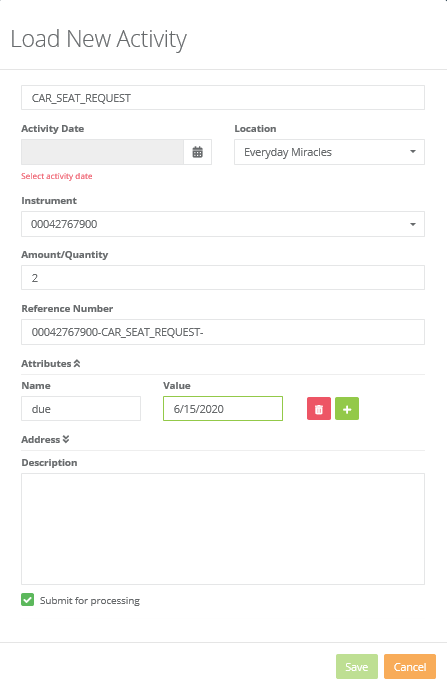 Load New Activity
CAR_SEAT_REQUEST
Activity Date
Location
Everyday Miracles
Select activity date
Instrument
00042767900
Amount/Quantity
2
Reference Number
00042767900-CAR_SEAT_REQUEST-
Attributes
Name
Value
due
6/15/2020
Address
Description
Submit for processing
Save
Cancel